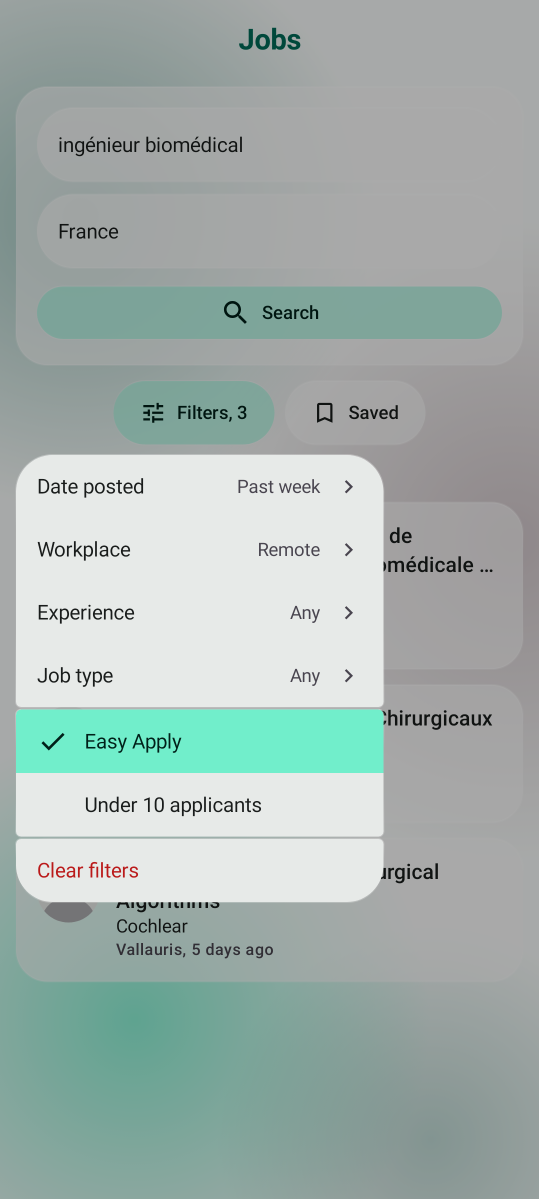 Jobs
ingénieur biomédical
France
Search
Filters, 3
Saved
Date posted
Past week
Workplace
Remote
Experience
Any
Job type
Any
Easy Apply
Under 10 applicants
Clear filters
de
omédicale ...
Chirurgicaux
urgical
Algorithms
Cochlear
Vallauris, 5 days ago